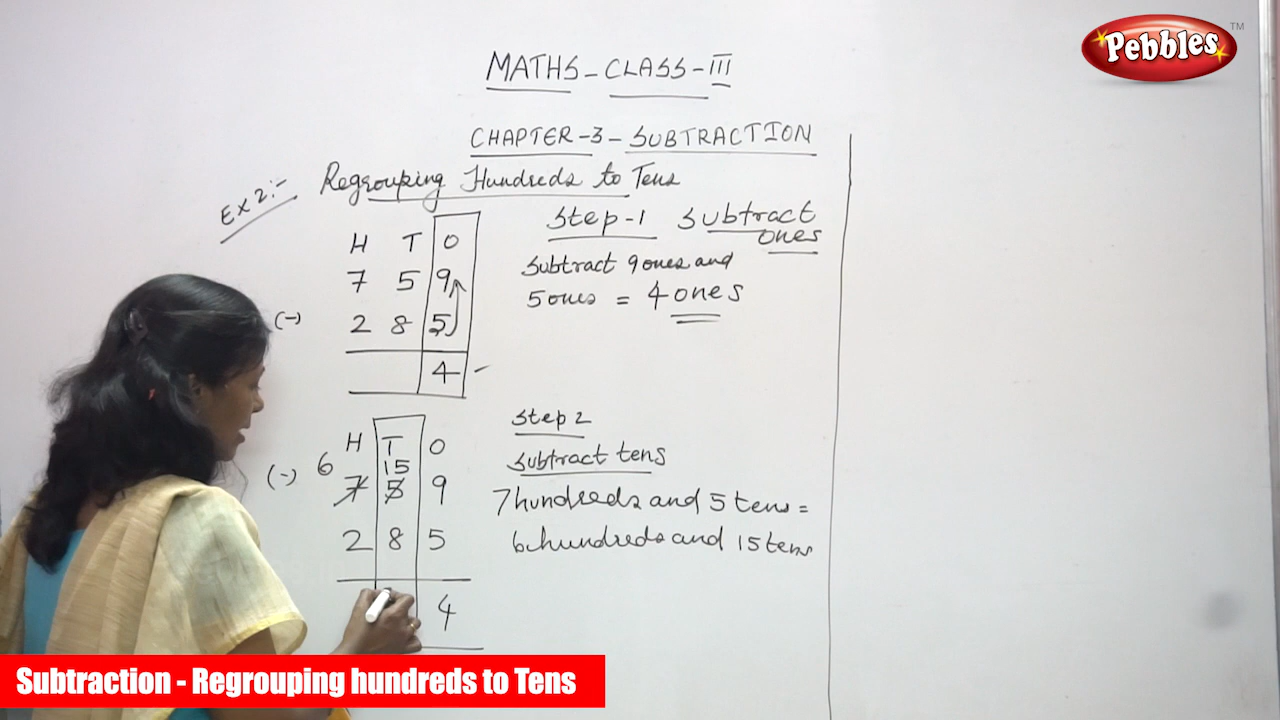 Pebbles TM
MATHS - CLASS - III
CHAPTER - 3 - SUBTRACTION
Ex 2:- Regrouping Hundreds to Tens
H T O
7 5 9
(-) 2 8 5
4
Step - 1 Subtract
ones
Subtract 9 ones and
5 ones = 4 ones
H T O
6 15
(-) 7 5 9
2 8 5
4
Step 2
Subtract tens
7 hundreds and 5 tens =
6 hundreds and 15 tens
Subtraction - Regrouping hundreds to Tens